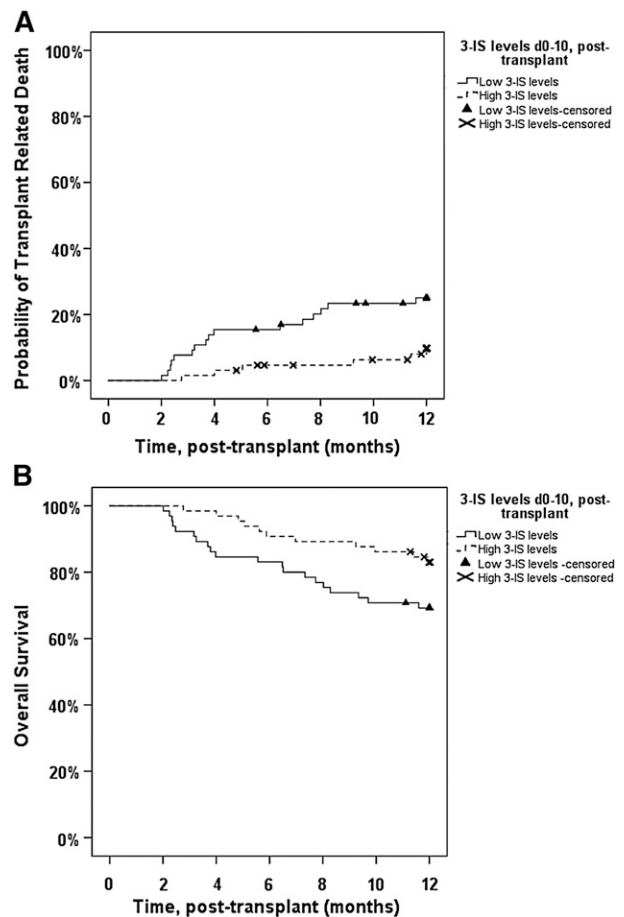 A
3-IS levels d0-10, post-
transplant
Low 3-IS levels
High 3-IS levels
Low 3-IS levels-censored
High 3-IS levels-censored
Probability of Transplant Related Death
100%
80%
60%
40%
20%
0%
0 2 4 6 8 10 12
Time, post-transplant (months)
B
3-IS levels d0-10, post-
transplant
Low 3-IS levels
High 3-IS levels
Low 3-IS levels -censored
High 3-IS levels -censored
Overall Survival
100%
80%
60%
40%
20%
0%
0 2 4 6 8 10 12
Time, post-transplant (months)